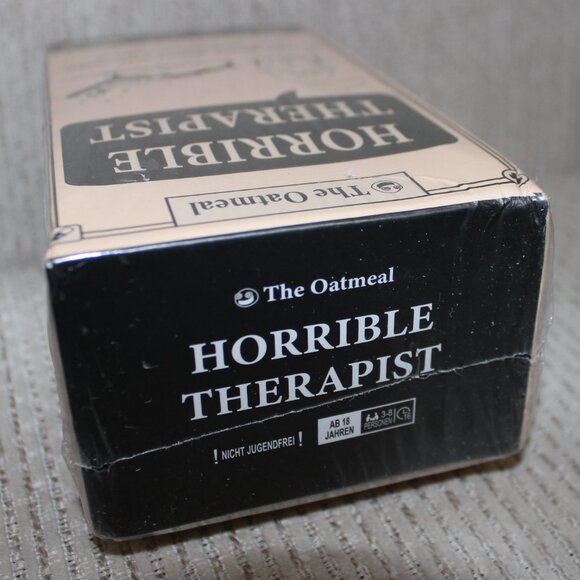 HORRIBLE
THERAPIST
The Oatmeal
The Oatmeal
HORRIBLE
THERAPIST
! NICHT JUGENDFREI !
AB 18
JAHREN
3-8
PERSONEN